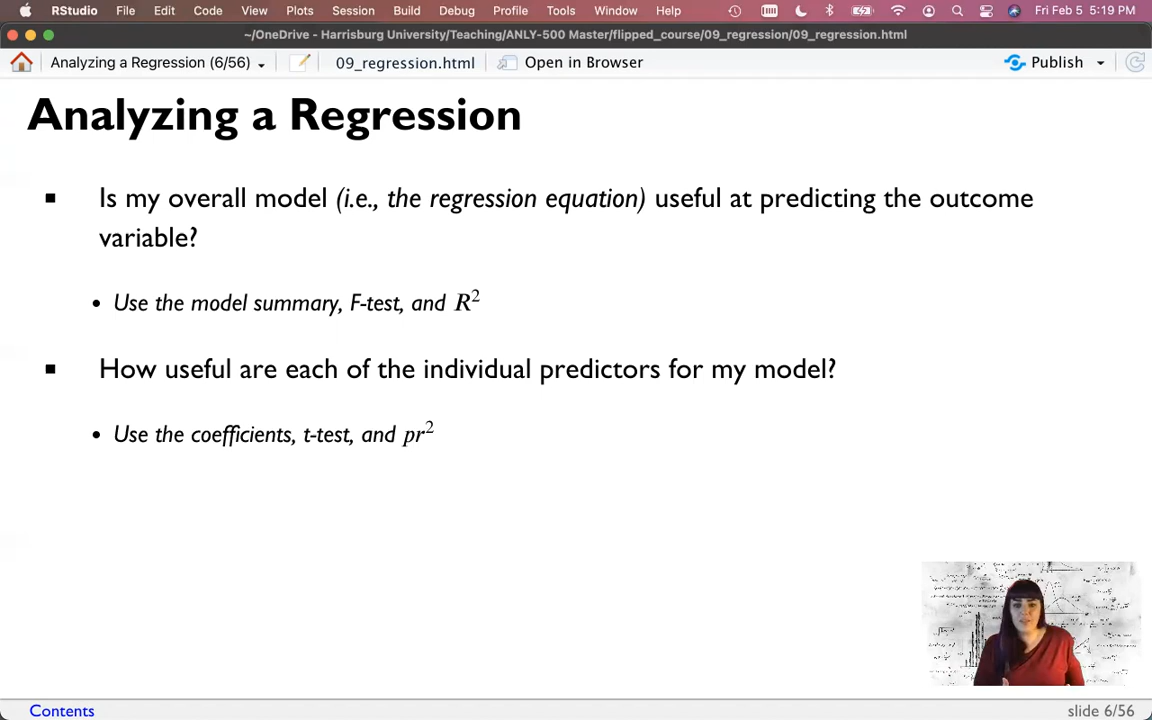 RStudio File Edit Code View Plots Session Build Debug Profile Tools Window Help Fri Feb 5 5:19 PM
~/OneDrive - Harrisburg University/Teaching/ANLY-500 Master/flipped_course/09_regression/09_regression.html
Analyzing a Regression (6/56) 09_regression.html Open in Browser Publish
Analyzing a Regression
Is my overall model (i.e., the regression equation) useful at predicting the outcome
variable?
• Use the model summary, F-test, and R²
How useful are each of the individual predictors for my model?
• Use the coefficients, t-test, and pr²
Contents slide 6/56